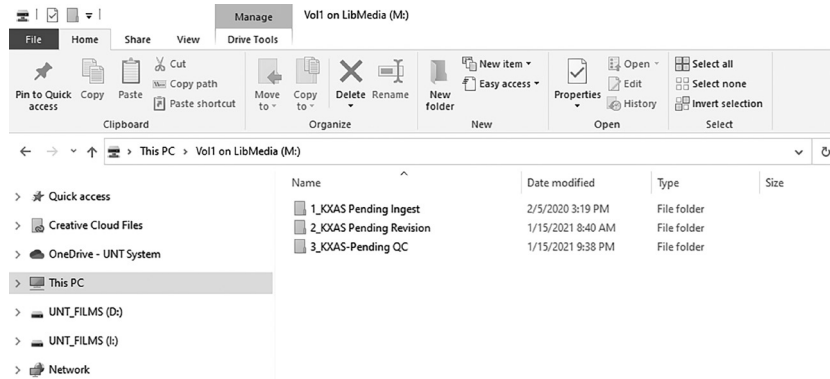 Manage
Vol1 on LibMedia (M:)
File
Home
Share
View
Drive Tools
Pin to Quick access
Copy
Paste
Cut
Copy path
Paste shortcut
Clipboard
Move to
Copy to
Delete
Rename
Organize
New folder
New item
Easy access
New
Properties
Open
Edit
History
Open
Select all
Select none
Invert selection
Select
This PC > Vol1 on LibMedia (M:)
Quick access
Creative Cloud Files
OneDrive - UNT System
This PC
UNT_FILMS (D:)
UNT_FILMS (I:)
Network
Name Date modified Type Size
1_KXAS Pending Ingest 2/5/2020 3:19 PM File folder
2_KXAS Pending Revision 1/15/2021 8:40 AM File folder
3_KXAS-Pending QC 1/15/2021 9:38 PM File folder